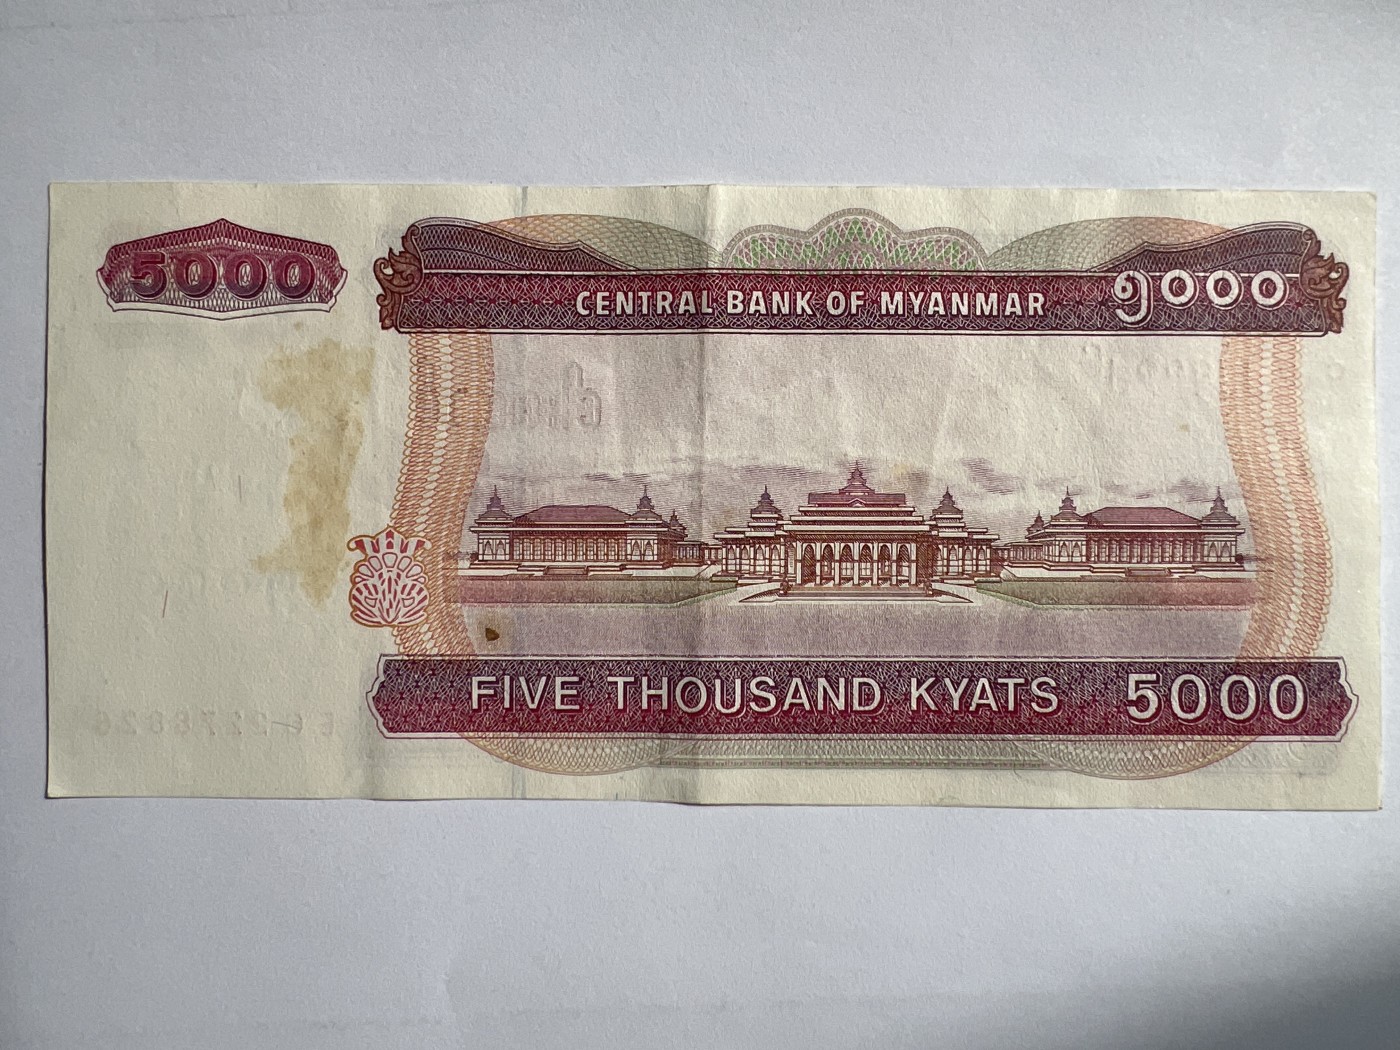 5000
CENTRAL BANK OF MYANMAR ၅၀၀၀
FIVE THOUSAND KYATS 5000